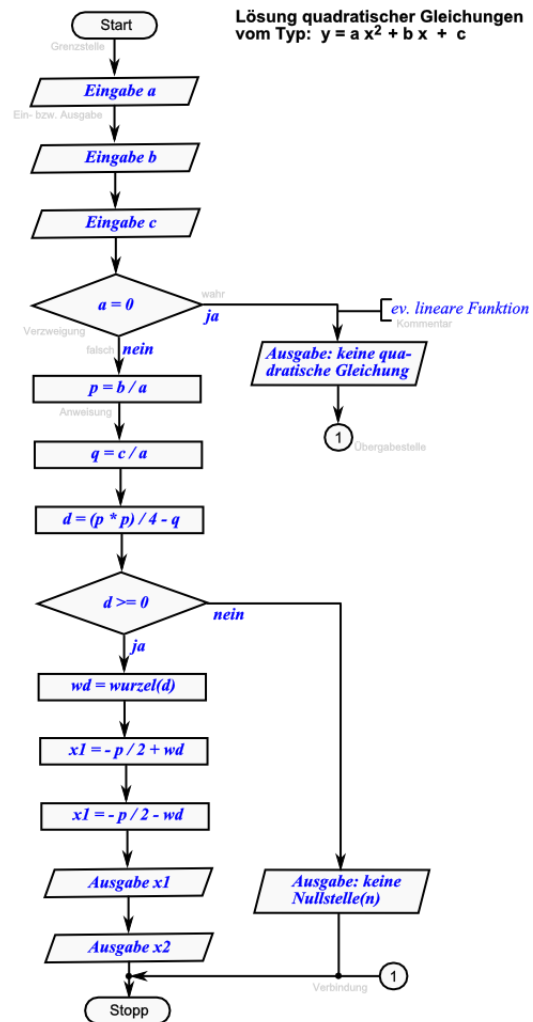 Lösung quadratischer Gleichungen
vom Typ: y = a x² + b x + c
Start
Grenzstelle
Eingabe a
Ein- bzw. Ausgabe
Eingabe b
Eingabe c
a = 0
wahr
ja
ev. lineare Funktion
Kommentar
Verzweigung
falsch
nein
Ausgabe: keine qua-
dratische Gleichung
p = b / a
Anweisung
1
Übergabestelle
q = c / a
d = (p * p) / 4 - q
d >= 0
nein
ja
wd = wurzel(d)
x1 = - p / 2 + wd
x1 = - p / 2 - wd
Ausgabe x1
Ausgabe: keine
Nullstelle(n)
Ausgabe x2
1
Verbindung
Stopp